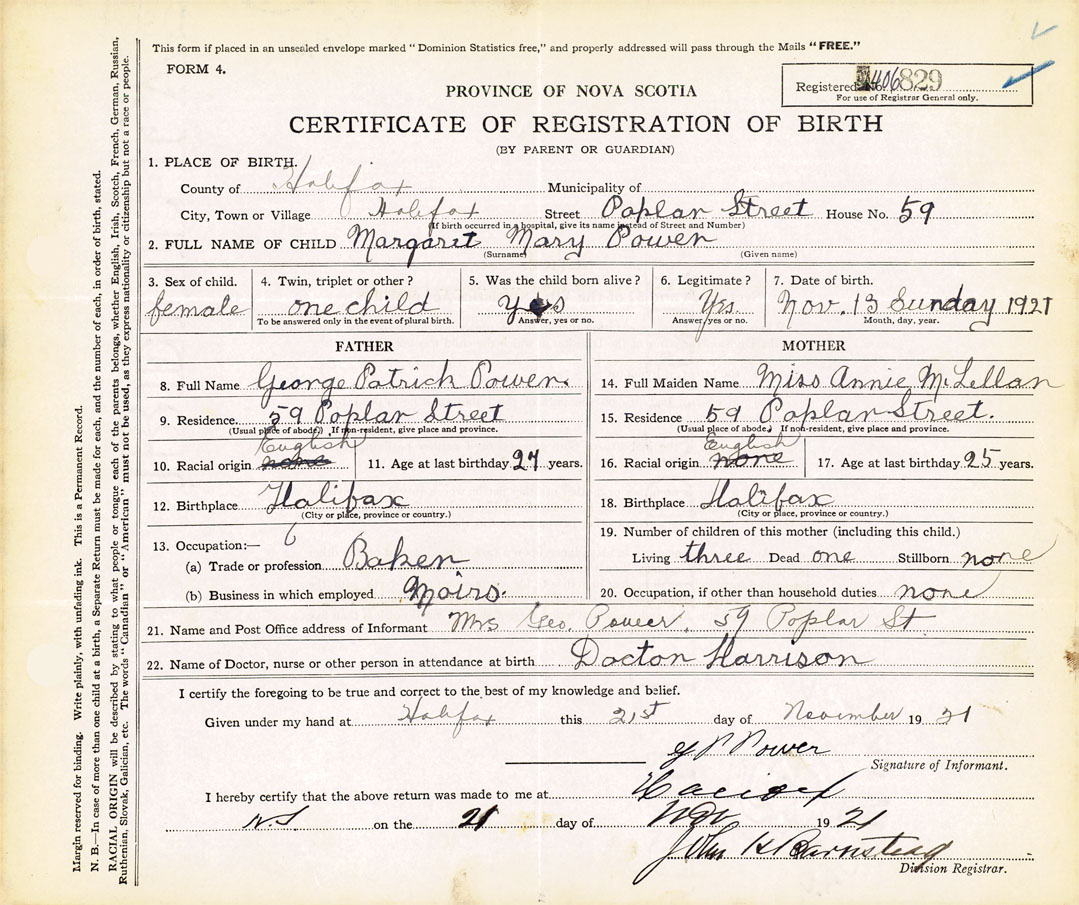 This form if placed in an unsealed envelope marked "Dominion Statistics free," and properly addressed will pass through the Mails "FREE."
FORM 4.
Registered No. 406829
For use of Registrar General only.
PROVINCE OF NOVA SCOTIA
CERTIFICATE OF REGISTRATION OF BIRTH
(BY PARENT OR GUARDIAN)
1. PLACE OF BIRTH.
County of Halifax Municipality of
City, Town or Village Halifax Street Poplar Street House No. 59
(If birth occurred in a hospital, give its name instead of Street and Number)
2. FULL NAME OF CHILD Margaret Mary Power
(Surname) (Given name)
3. Sex of child. 4. Twin, triplet or other? 5. Was the child born alive? 6. Legitimate? 7. Date of birth.
female one child yes Yes. Nov. 13 Sunday 1921
To be answered only in the event of plural birth. Answer, yes or no. Answer, yes or no. Month, day, year.
FATHER
8. Full Name George Patrick Power.
9. Residence 59 Poplar Street
(Usual place of abode.) If non-resident, give place and province.
English
10. Racial origin none 11. Age at last birthday 27 years.
12. Birthplace Halifax
(City or place, province or country.)
13. Occupation:—
(a) Trade or profession Baker
(b) Business in which employed Moirs.
MOTHER
14. Full Maiden Name Miss Annie McLellan
15. Residence 59 Poplar Street.
(Usual place of abode.) If non-resident, give place and province.
English
16. Racial origin none 17. Age at last birthday 25 years.
18. Birthplace Halifax
(City or place, province or country.)
19. Number of children of this mother (including this child.)
Living three Dead one Stillborn none
20. Occupation, if other than household duties none
21. Name and Post Office address of Informant Mrs Geo. Power, 59 Poplar St
22. Name of Doctor, nurse or other person in attendance at birth Doctor Harrison
I certify the foregoing to be true and correct to the best of my knowledge and belief.
Given under my hand at Halifax this 21st day of November 19 21
G P Power
Signature of Informant.
I hereby certify that the above return was made to me at Halifax
N.S on the 21 day of Nov 19 21
John H Barnstead
Division Registrar.
Margin reserved for binding. Write plainly, with unfading ink. This is a Permanent Record.
N. B.—In case of more than one child at a birth, a Separate Return must be made for each, and the number of each, in order of birth, stated.
RACIAL ORIGIN will be described by stating to what people or tongue each of the parents belongs, whether English, Irish, Scotch, French, German, Russian,
Ruthenian, Slovak, Galician, etc. The words "Canadian" or "American" must not be used, as they express nationality or citizenship but not a race or people.